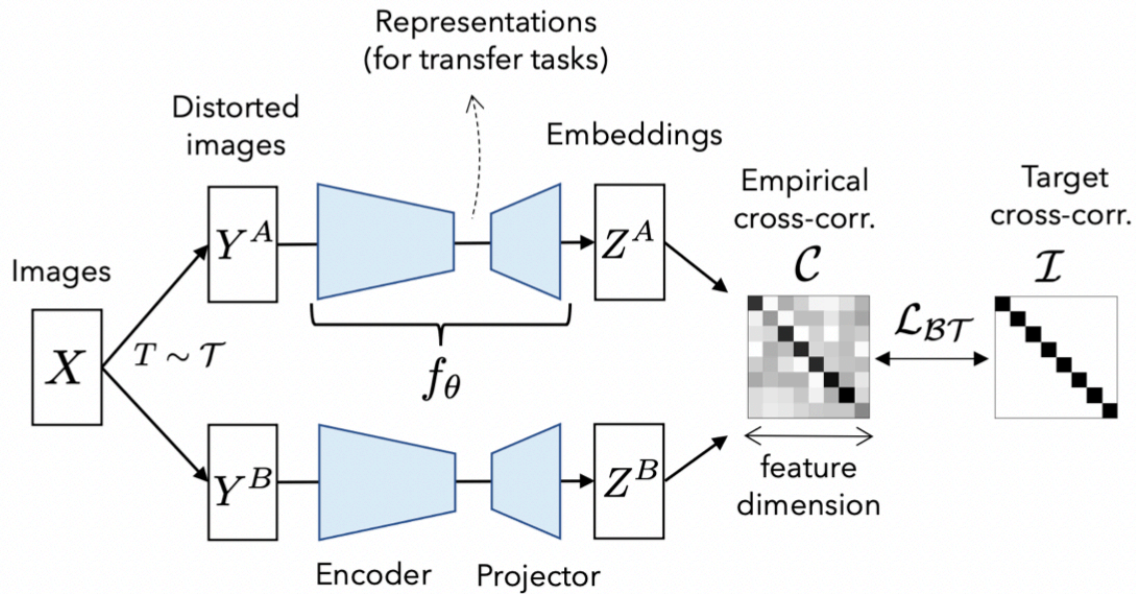 Representations
(for transfer tasks)
Distorted
images
Embeddings
Empirical
cross-corr.
Target
cross-corr.
Images
Y^A
Z^A
𝒞
ℐ
X
T ~ 𝒯
f_θ
ℒ_ℬ𝒯
Y^B
Z^B
feature
dimension
Encoder
Projector